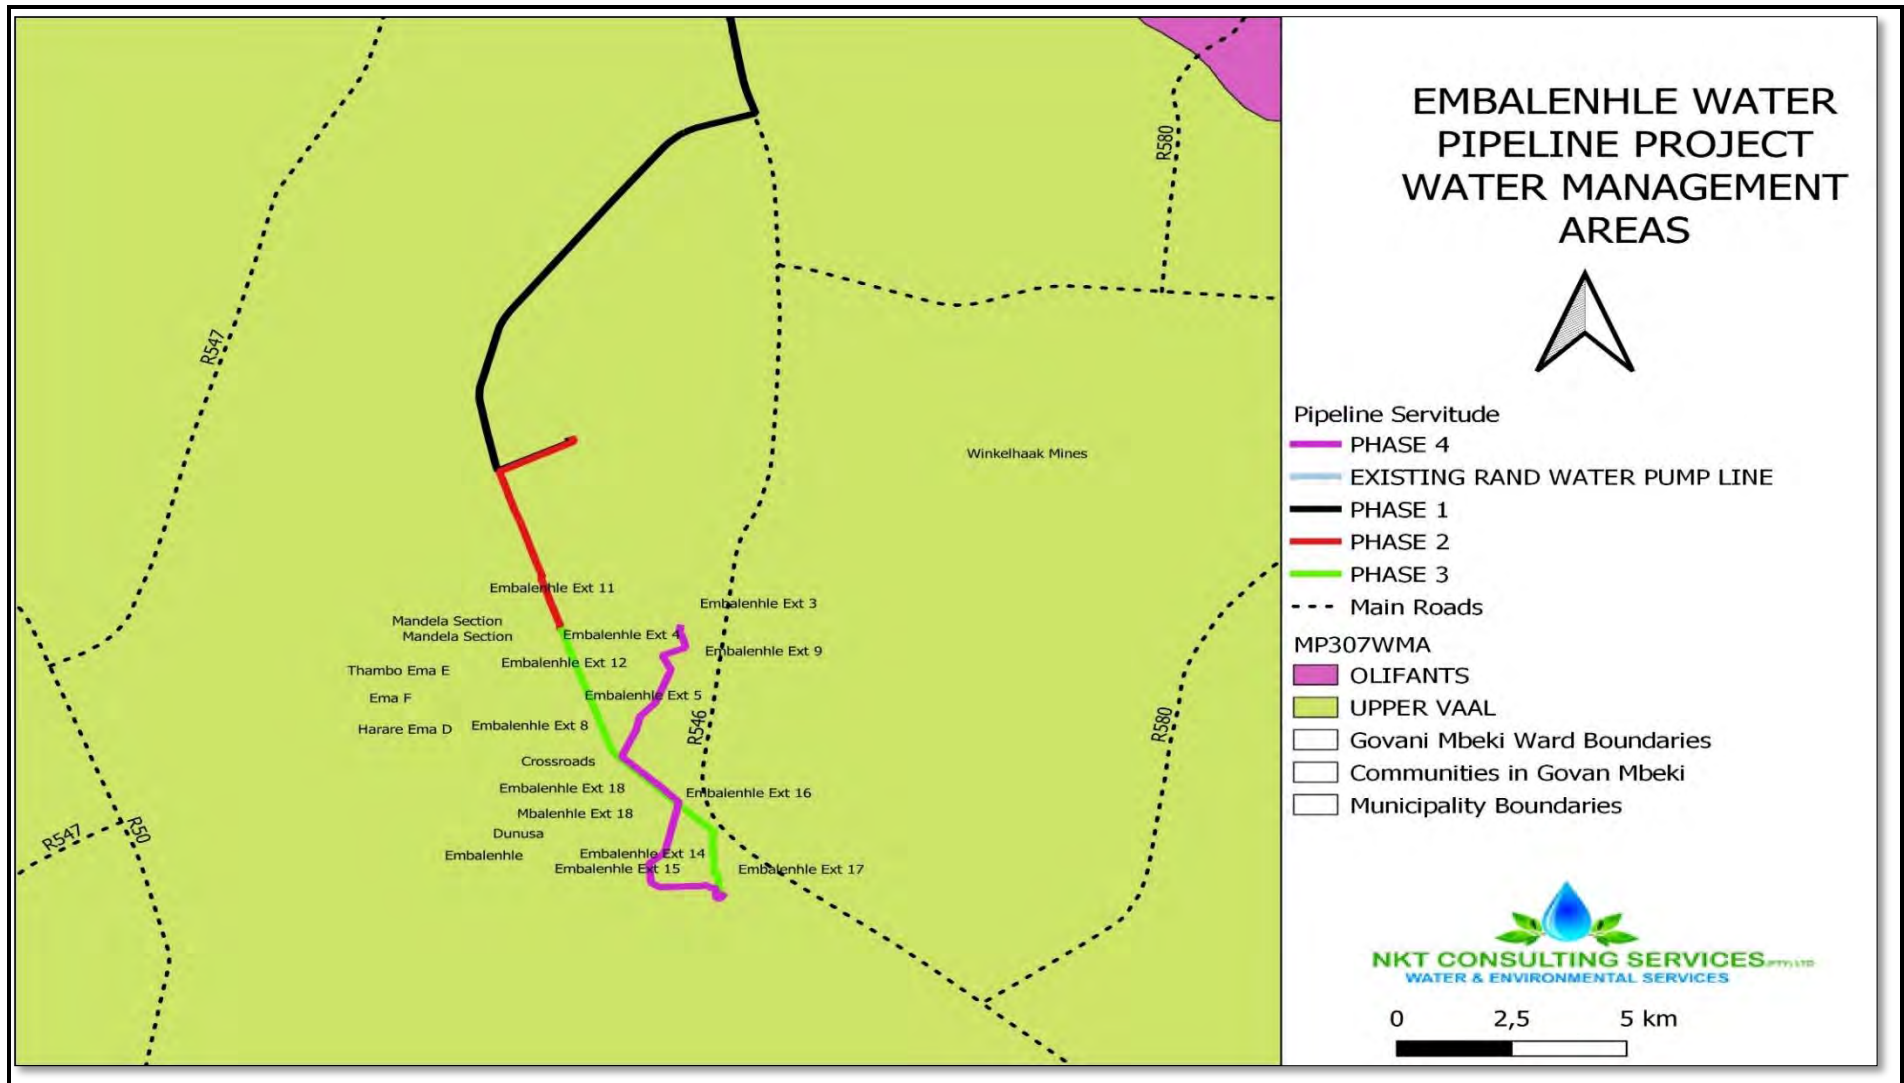 EMBALENHLE WATER
PIPELINE PROJECT
WATER MANAGEMENT
AREAS
Pipeline Servitude
PHASE 4
EXISTING RAND WATER PUMP LINE
PHASE 1
PHASE 2
PHASE 3
Main Roads
MP307WMA
OLIFANTS
UPPER VAAL
Govani Mbeki Ward Boundaries
Communities in Govan Mbeki
Municipality Boundaries
NKT CONSULTING SERVICES (PTY) LTD
WATER & ENVIRONMENTAL SERVICES
0 2,5 5 km
R580
R547
Winkelhaak Mines
Embalenhle Ext 11
Embalenhle Ext 3
Mandela Section
Mandela Section
Embalenhle Ext 4
Embalenhle Ext 9
Embalenhle Ext 12
Thambo Ema E
Ema F
Embalenhle Ext 5
Harare Ema D
Embalenhle Ext 8
R546
R580
Crossroads
Embalenhle Ext 18
Embalenhle Ext 16
Mbalenhle Ext 18
R547
R50
Dunusa
Embalenhle
Embalenhle Ext 14
Embalenhle Ext 15
Embalenhle Ext 17